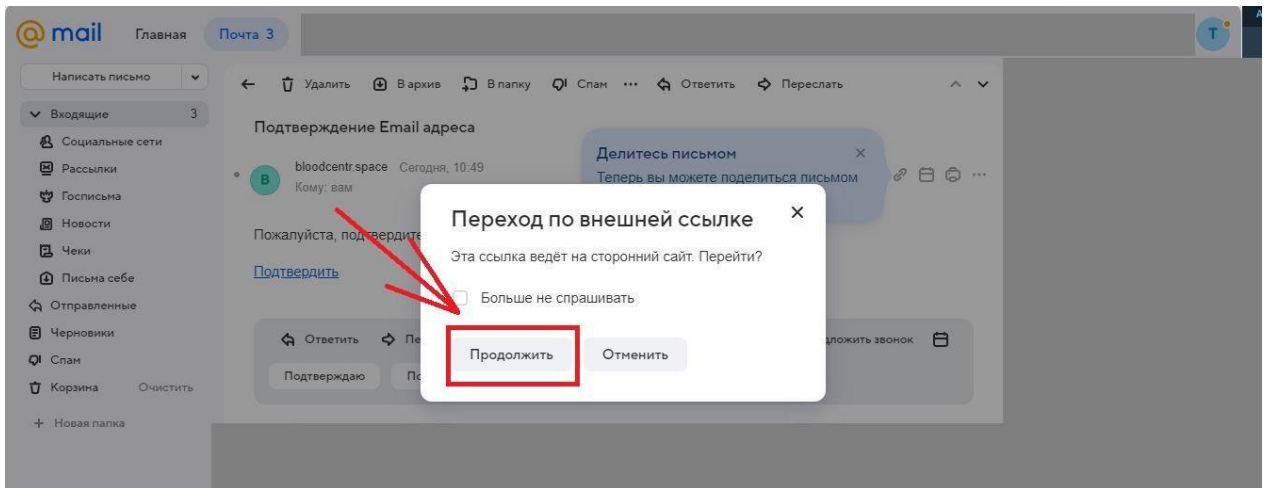 @mail Главная Почта 3
T
A
Написать письмо
Удалить В архив В папку Спам ••• Ответить Переслать
Входящие 3
Социальные сети
Рассылки
Госписьма
Новости
Чеки
Письма себе
Отправленные
Черновики
Спам
Корзина Очистить
+ Новая папка
Подтверждение Email адреса
B
bloodcentr.space Сегодня, 10:49
Кому: вам
Делитесь письмом
Теперь вы можете поделиться письмом
Пожалуйста,
Подтвердить
Переход по внешней ссылке
Эта ссылка ведёт на сторонний сайт. Перейти?
Больше не спрашивать
Продолжить Отменить
Ответить
звонок
Подтверждаю